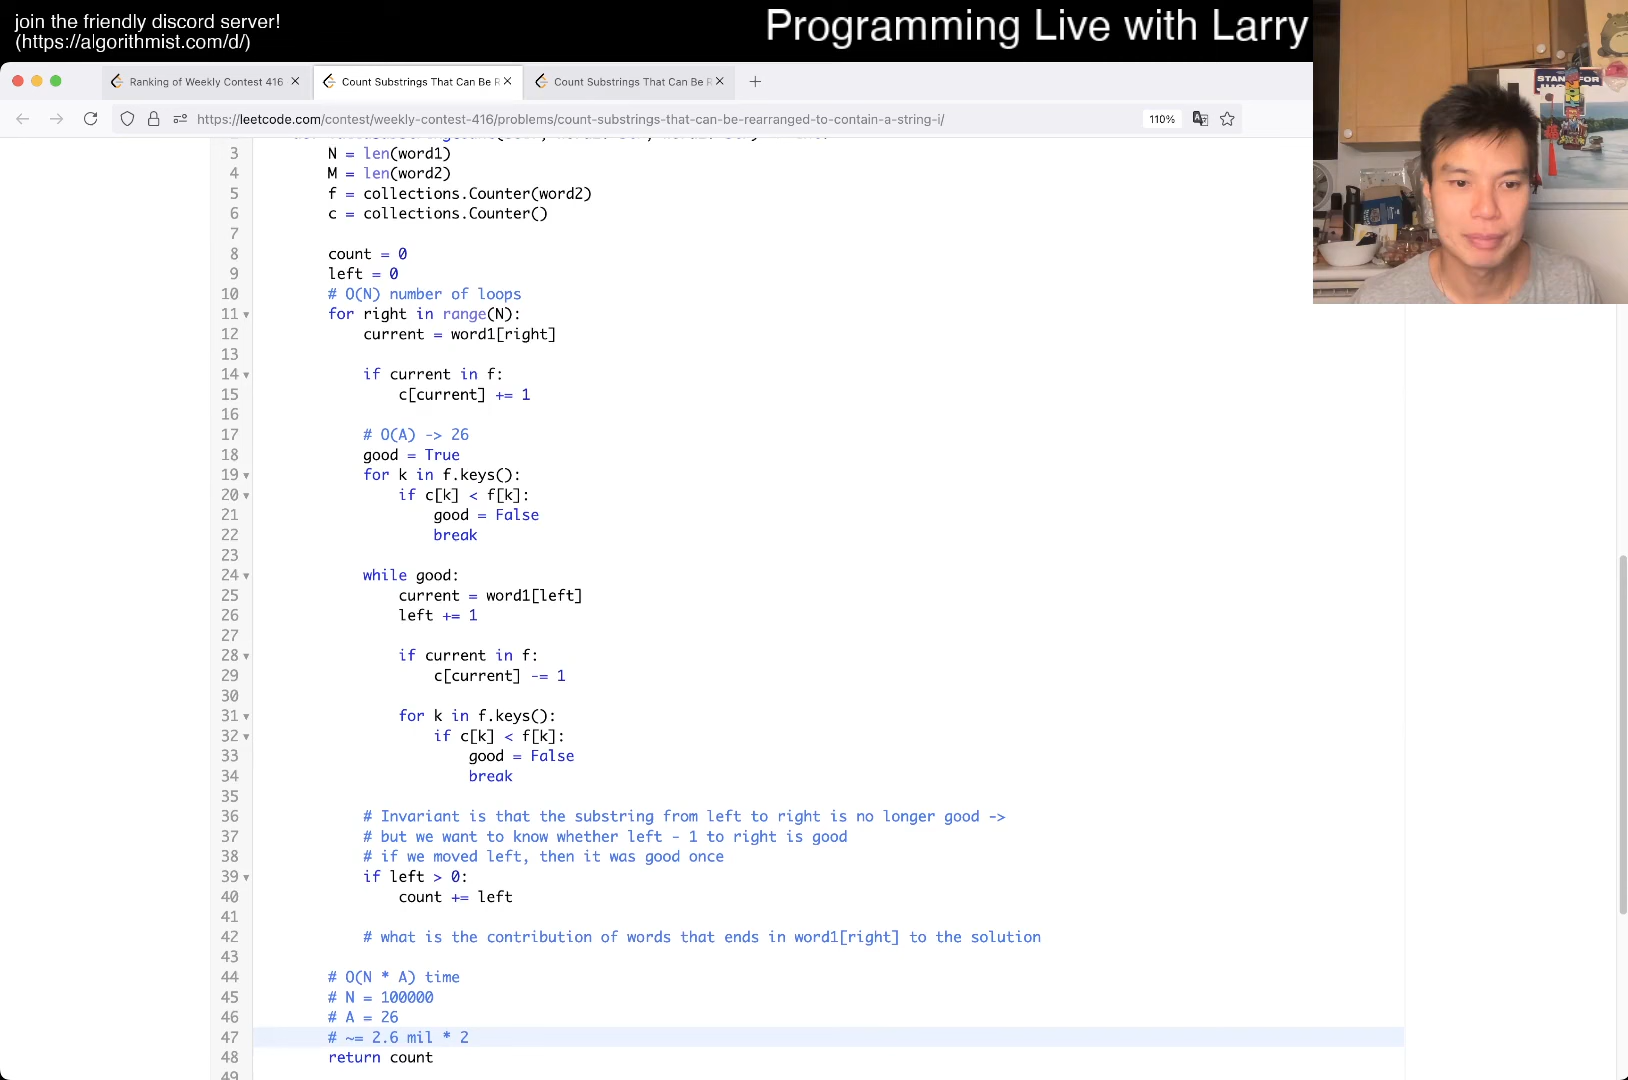 join the friendly discord server!
(https://algorithmist.com/d/)
Programming Live with Larry
Ranking of Weekly Contest 416
Count Substrings That Can Be R
Count Substrings That Can Be R
https://leetcode.com/contest/weekly-contest-416/problems/count-substrings-that-can-be-rearranged-to-contain-a-string-i/
110%
3 N = len(word1)
4 M = len(word2)
5 f = collections.Counter(word2)
6 c = collections.Counter()
7
8 count = 0
9 left = 0
10 # O(N) number of loops
11 for right in range(N):
12 current = word1[right]
13
14 if current in f:
15 c[current] += 1
16
17 # O(A) -> 26
18 good = True
19 for k in f.keys():
20 if c[k] < f[k]:
21 good = False
22 break
23
24 while good:
25 current = word1[left]
26 left += 1
27
28 if current in f:
29 c[current] -= 1
30
31 for k in f.keys():
32 if c[k] < f[k]:
33 good = False
34 break
35
36 # Invariant is that the substring from left to right is no longer good ->
37 # but we want to know whether left - 1 to right is good
38 # if we moved left, then it was good once
39 if left > 0:
40 count += left
41
42 # what is the contribution of words that ends in word1[right] to the solution
43
44 # O(N * A) time
45 # N = 100000
46 # A = 26
47 # ~= 2.6 mil * 2
48 return count
49